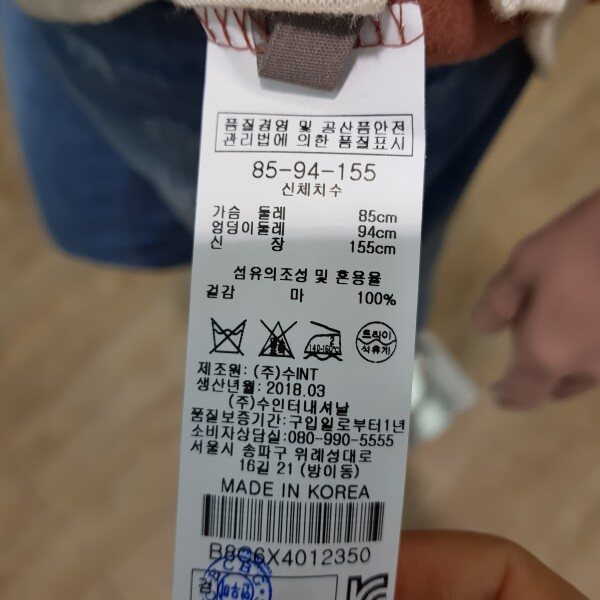 품질경영 및 공산품안전
관리법에 의한 품질표시
85-94-155
신체치수
가슴 둘레 85cm
엉덩이둘레 94cm
신 장 155cm
섬유의조성 및 혼용율
겉감 마 100%
140-160℃
드라이
석유계
제조원: (주)수INT
생산년월: 2018.03
(주)수인터내셔날
품질보증기간: 구입일로부터1년
소비자상담실: 080-990-5555
서울시 송파구 위례성대로
16길 21 (방이동)
MADE IN KOREA
B8C6X4012350
검